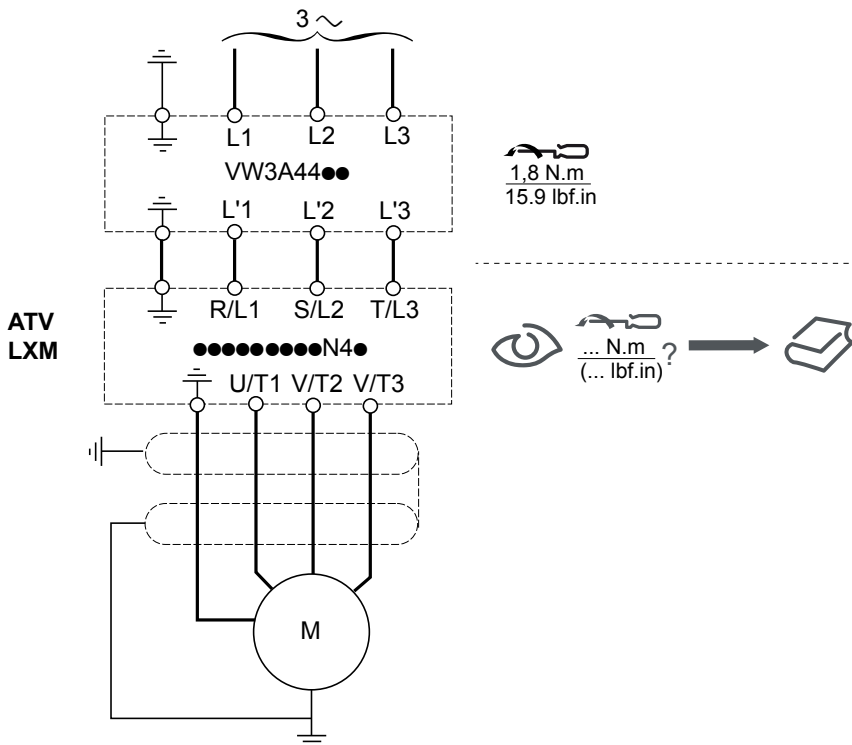 3 ~
L1 L2 L3
VW3A44●●
1,8 N.m
15.9 lbf.in
L'1 L'2 L'3
ATV
LXM
R/L1 S/L2 T/L3
●●●●●●●●●N4●
... N.m
(... lbf.in) ?
U/T1 V/T2 V/T3
M